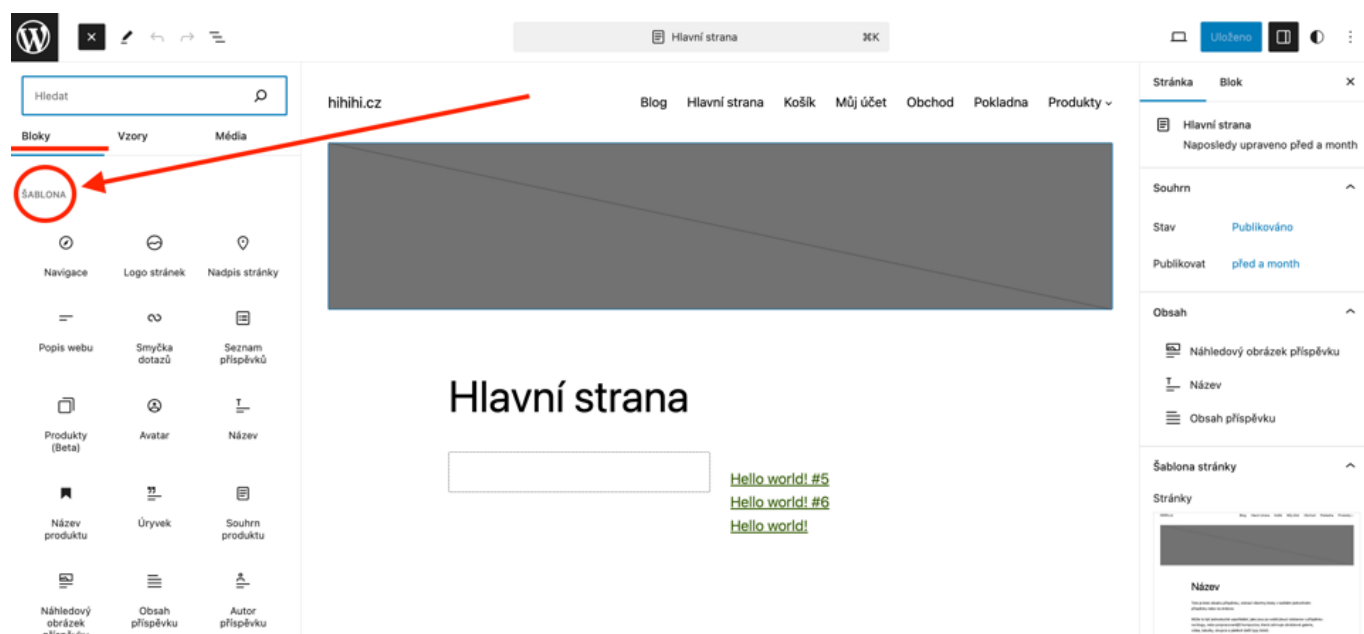 Hlavní strana ⌘K
Uloženo
Hledat
Bloky Vzory Média
ŠABLONA
Navigace Logo stránek Nadpis stránky
Popis webu Smyčka dotazů Seznam příspěvků
Produkty (Beta) Avatar Název
Název produktu Úryvek Souhrn produktu
Náhledový obrázek příspěvku Obsah příspěvku Autor příspěvku
hihihi.cz
Blog Hlavní strana Košík Můj účet Obchod Pokladna Produkty
Hlavní strana
Hello world! #5
Hello world! #6
Hello world!
Stránka Blok
Hlavní strana
Naposledy upraveno před a month
Souhrn
Stav Publikováno
Publikovat před a month
Obsah
Náhledový obrázek příspěvku
Název
Obsah příspěvku
Šablona stránky
Stránky
Název